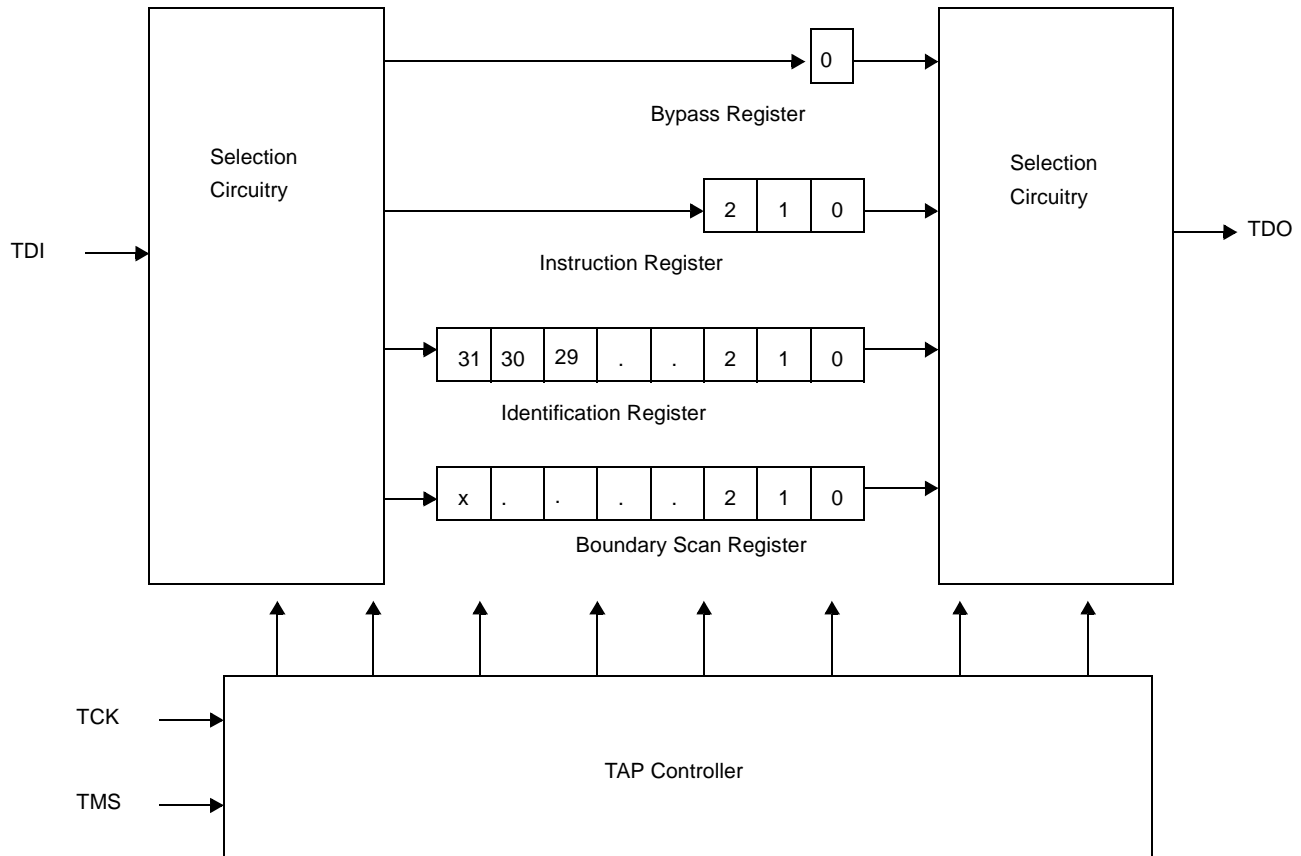 0
Bypass Register
Selection
Circuitry
Selection
Circuitry
2 1 0
TDI
TDO
Instruction Register
31 30 29 . . 2 1 0
Identification Register
x . . . . 2 1 0
Boundary Scan Register
TCK
TAP Controller
TMS